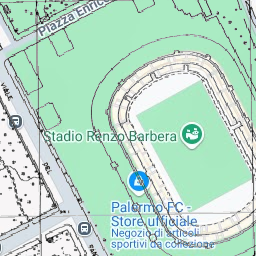 Piazza Enrico
VIALE
Stadio Renzo Barbera
DEL
Palermo FC -
Store ufficiale
Negozio di articoli
sportivi da collezione